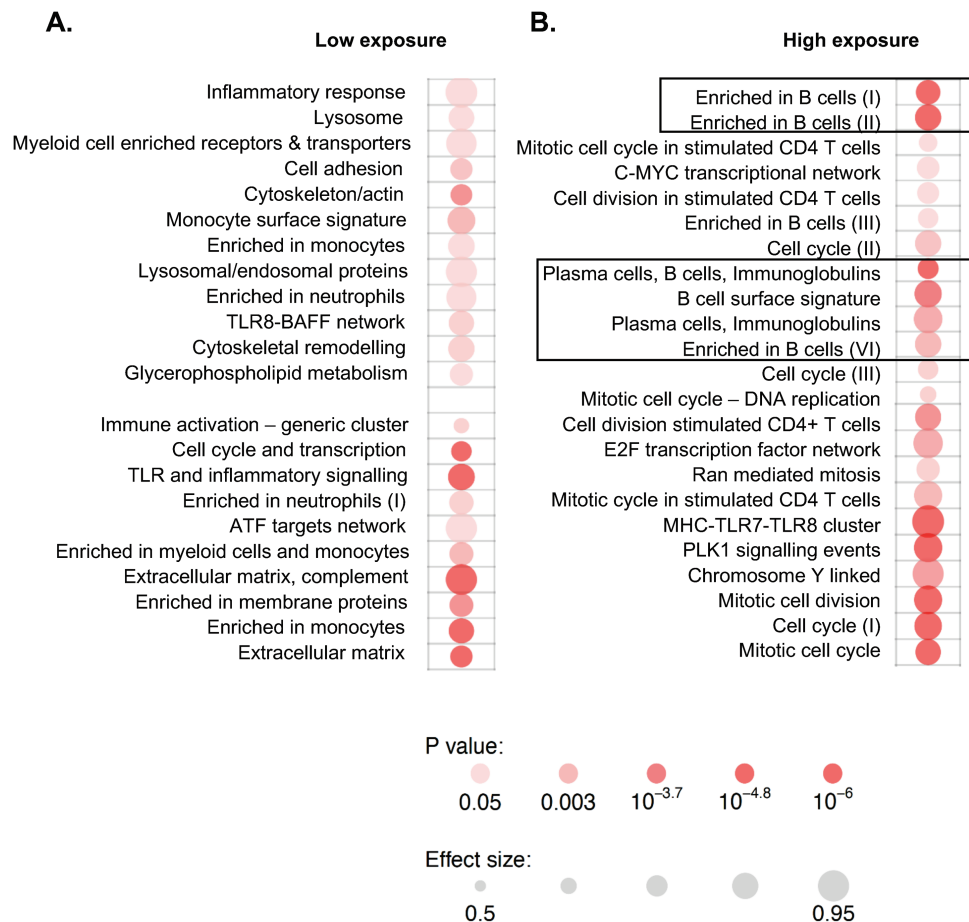 A.
Low exposure
Inflammatory response
Lysosome
Myeloid cell enriched receptors & transporters
Cell adhesion
Cytoskeleton/actin
Monocyte surface signature
Enriched in monocytes
Lysosomal/endosomal proteins
Enriched in neutrophils
TLR8-BAFF network
Cytoskeletal remodelling
Glycerophospholipid metabolism
Immune activation – generic cluster
Cell cycle and transcription
TLR and inflammatory signalling
Enriched in neutrophils (I)
ATF targets network
Enriched in myeloid cells and monocytes
Extracellular matrix, complement
Enriched in membrane proteins
Enriched in monocytes
Extracellular matrix
B.
High exposure
Enriched in B cells (I)
Enriched in B cells (II)
Mitotic cell cycle in stimulated CD4 T cells
C-MYC transcriptional network
Cell division in stimulated CD4 T cells
Enriched in B cells (III)
Cell cycle (II)
Plasma cells, B cells, Immunoglobulins
B cell surface signature
Plasma cells, Immunoglobulins
Enriched in B cells (VI)
Cell cycle (III)
Mitotic cell cycle – DNA replication
Cell division stimulated CD4+ T cells
E2F transcription factor network
Ran mediated mitosis
Mitotic cycle in stimulated CD4 T cells
MHC-TLR7-TLR8 cluster
PLK1 signalling events
Chromosome Y linked
Mitotic cell division
Cell cycle (I)
Mitotic cell cycle
P value:
0.05 0.003 10⁻³·⁷ 10⁻⁴·⁸ 10⁻⁶
Effect size:
0.5 0.95